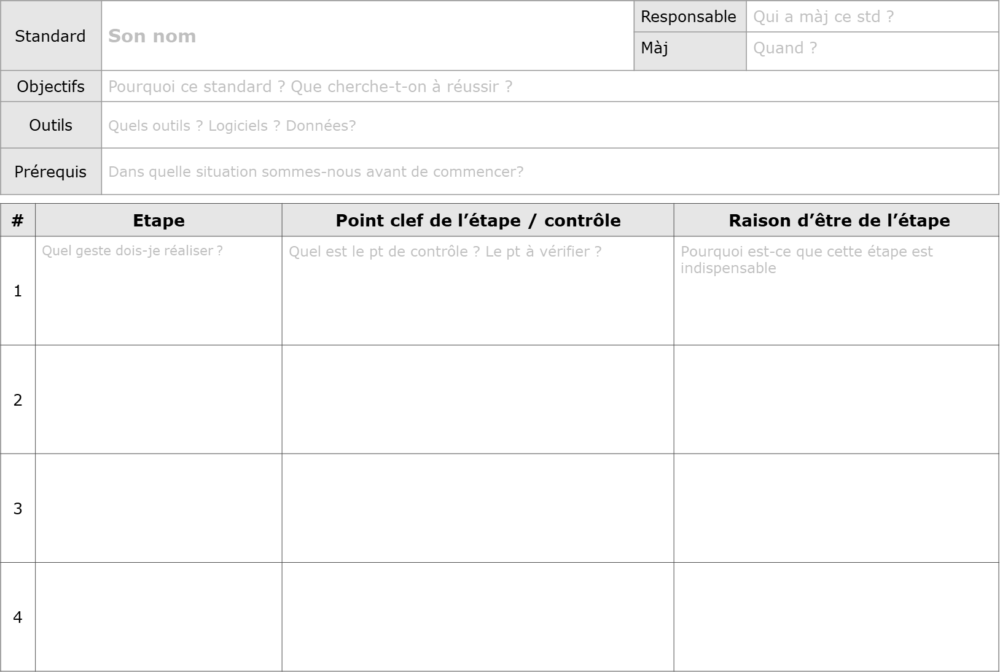 Standard
Son nom
Responsable
Qui a màj ce std ?
Màj
Quand ?
Objectifs
Pourquoi ce standard ? Que cherche-t-on à réussir ?
Outils
Quels outils ? Logiciels ? Données?
Prérequis
Dans quelle situation sommes-nous avant de commencer?
#
Etape
Point clef de l’étape / contrôle
Raison d’être de l’étape
1
Quel geste dois-je réaliser ?
Quel est le pt de contrôle ? Le pt à vérifier ?
Pourquoi est-ce que cette étape est
indispensable
2
3
4